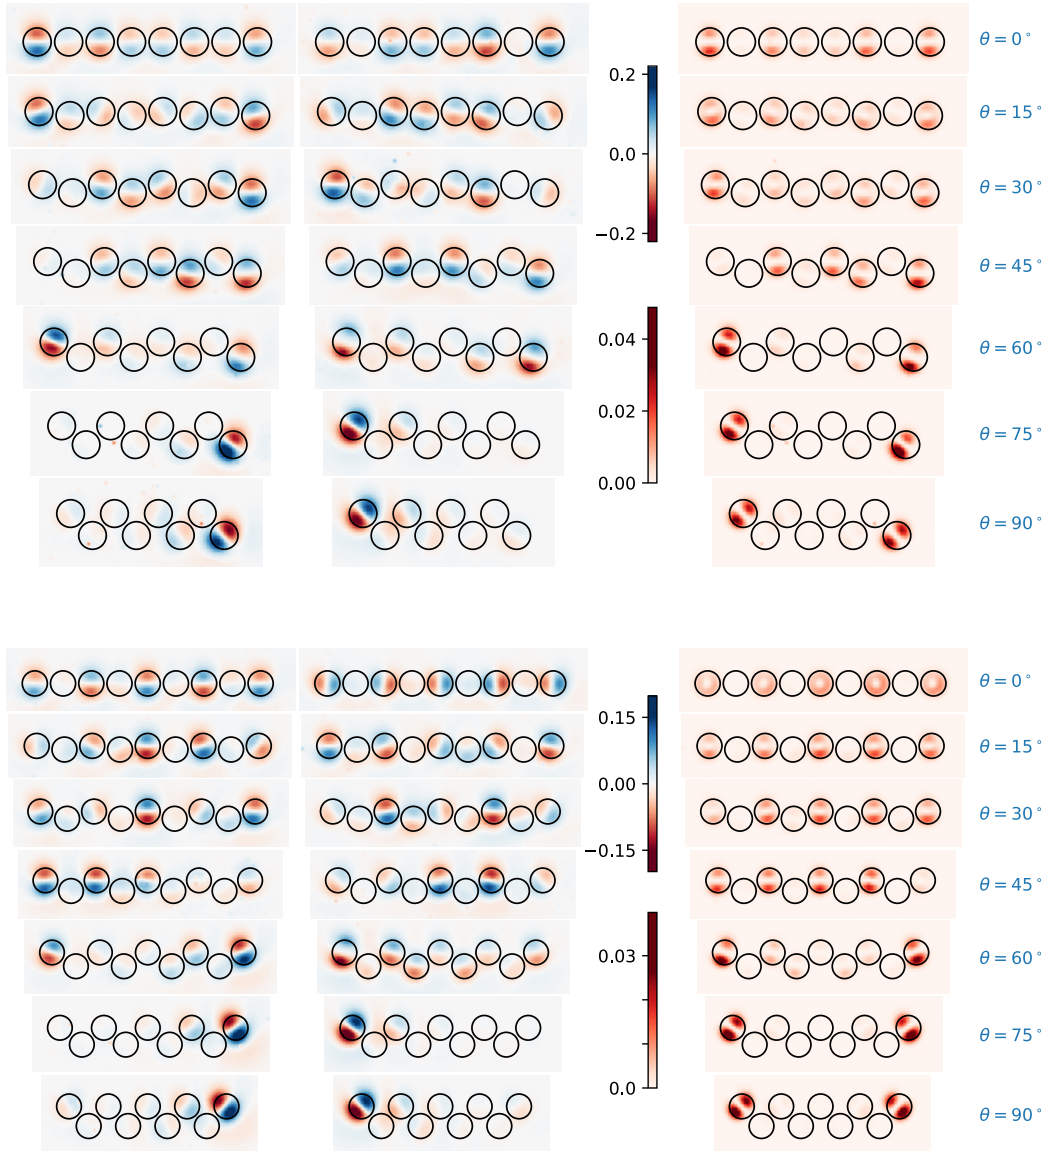 θ = 0°
0.2
θ = 15°
0.0
θ = 30°
−0.2
θ = 45°
0.04
θ = 60°
0.02
θ = 75°
0.00
θ = 90°
θ = 0°
0.15
θ = 15°
0.00
θ = 30°
−0.15
θ = 45°
0.03
θ = 60°
θ = 75°
0.0
θ = 90°